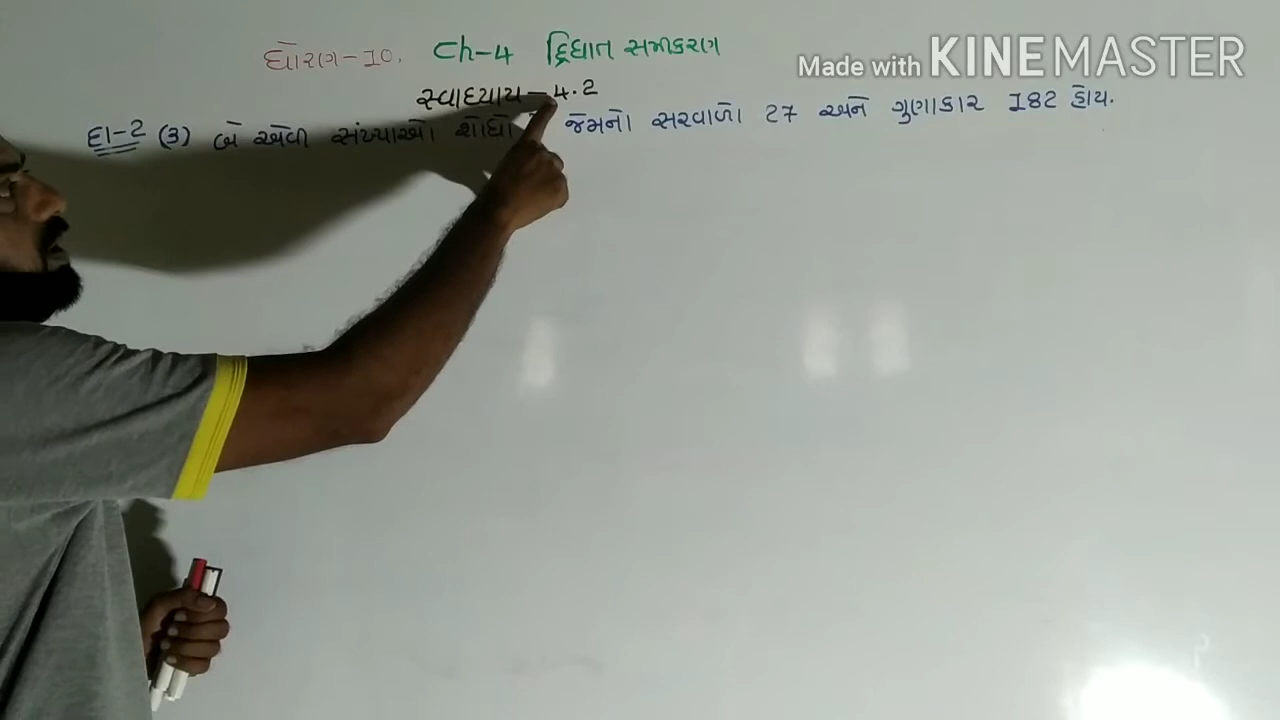 Made with KINEMASTER
ધોરણ-10. Ch-4 દ્વિઘાત સમીકરણ
સ્વાધ્યાય-4.2
દા-2 (3) બે એવી સંખ્યાઓ શોધો જેમનો સરવાળો 27 અને ગુણાકાર 182 હોય.